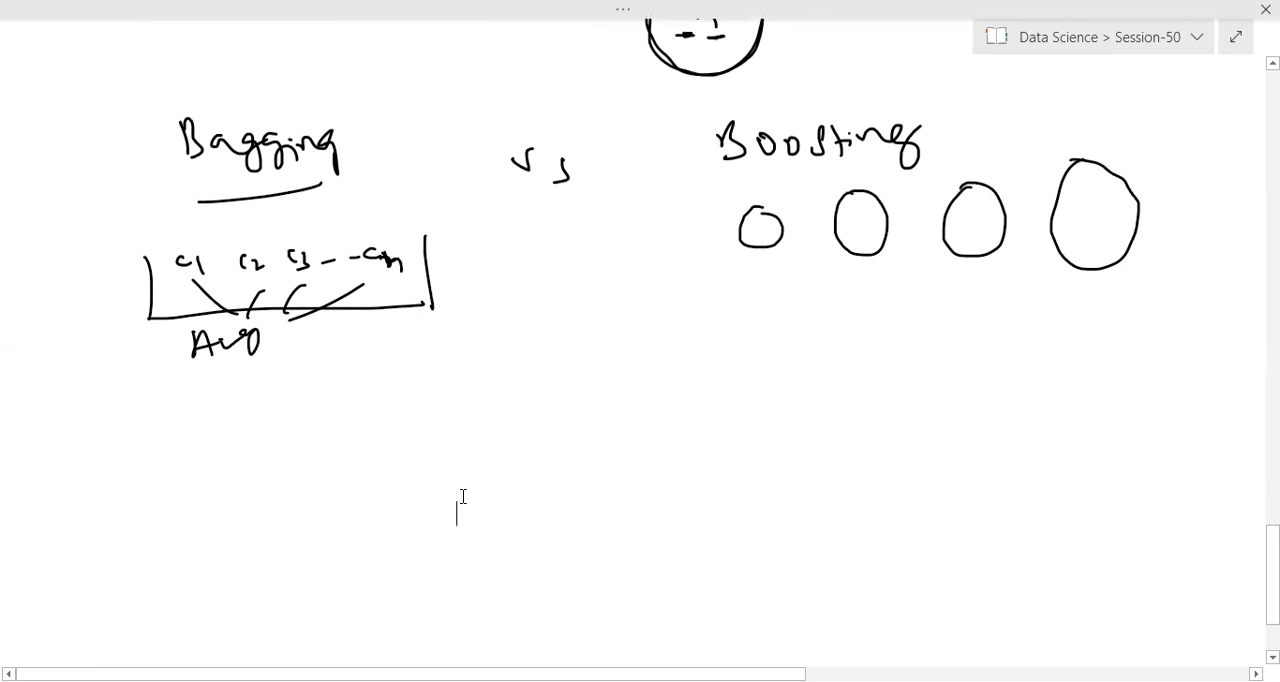 Data Science > Session-50
Bagging vs Boosting
C1 C2 C3 - - Cn
Avg